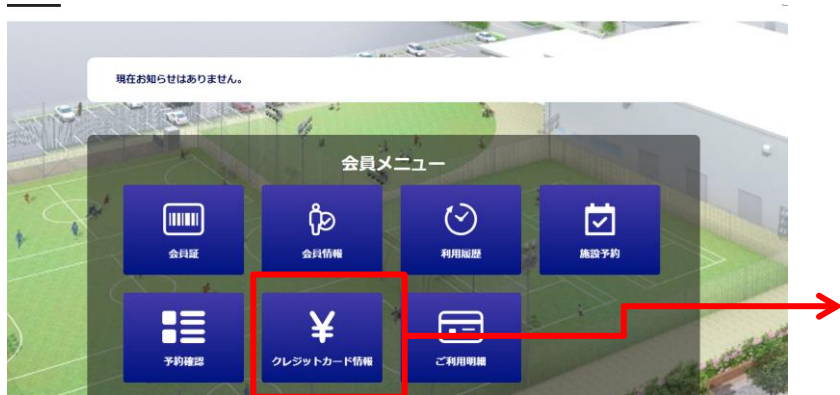 現在お知らせはありません。
会員メニュー
会員証
会員情報
利用履歴
施設予約
予約確認
クレジットカード情報
ご利用明細